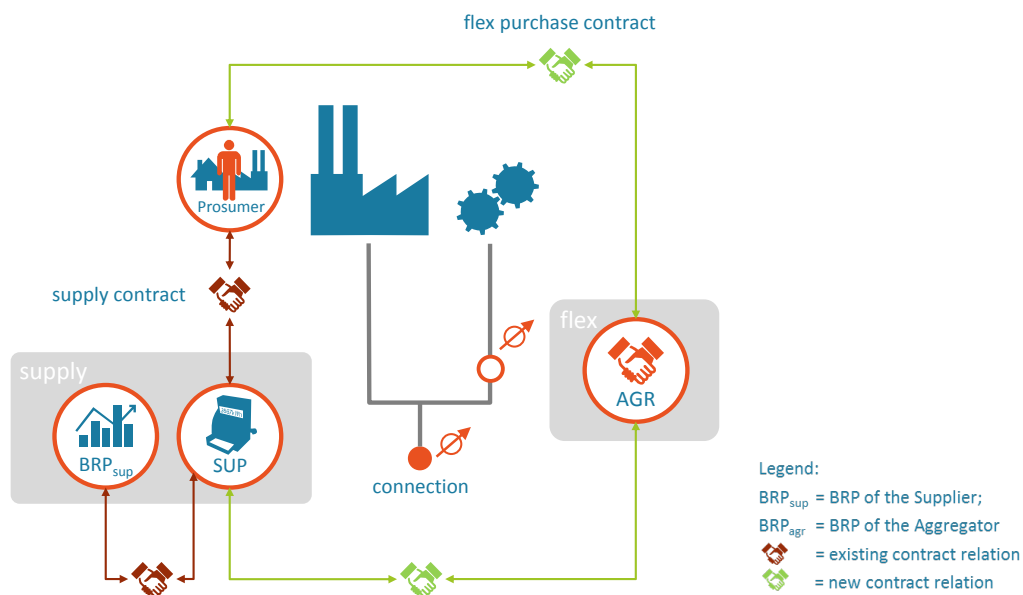 flex purchase contract
Prosumer
supply contract
flex
supply
AGR
BRPsup
SUP
connection
Legend:
BRPsup = BRP of the Supplier;
BRPagr = BRP of the Aggregator
= existing contract relation
= new contract relation